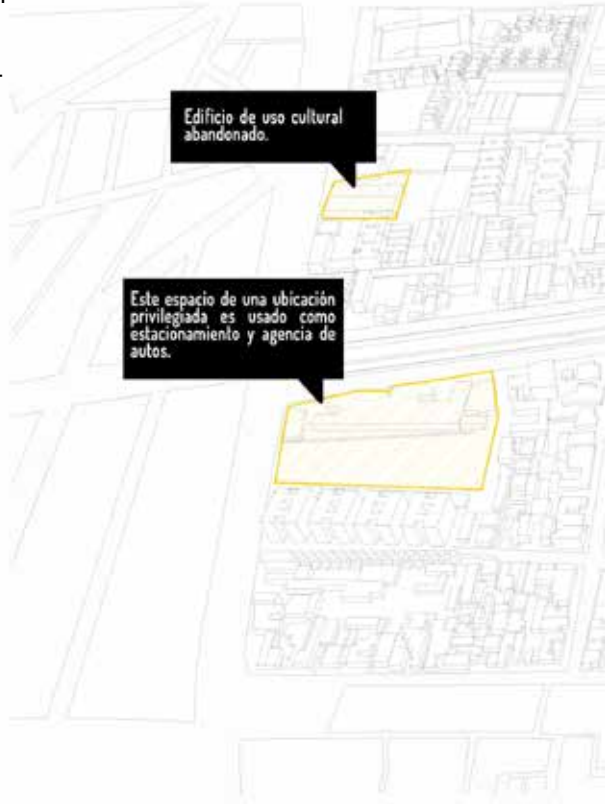 Edificio de uso cultural
abandonado.
Este espacio de una ubicación
privilegiada es usado como
estacionamiento y agencia de
autos.